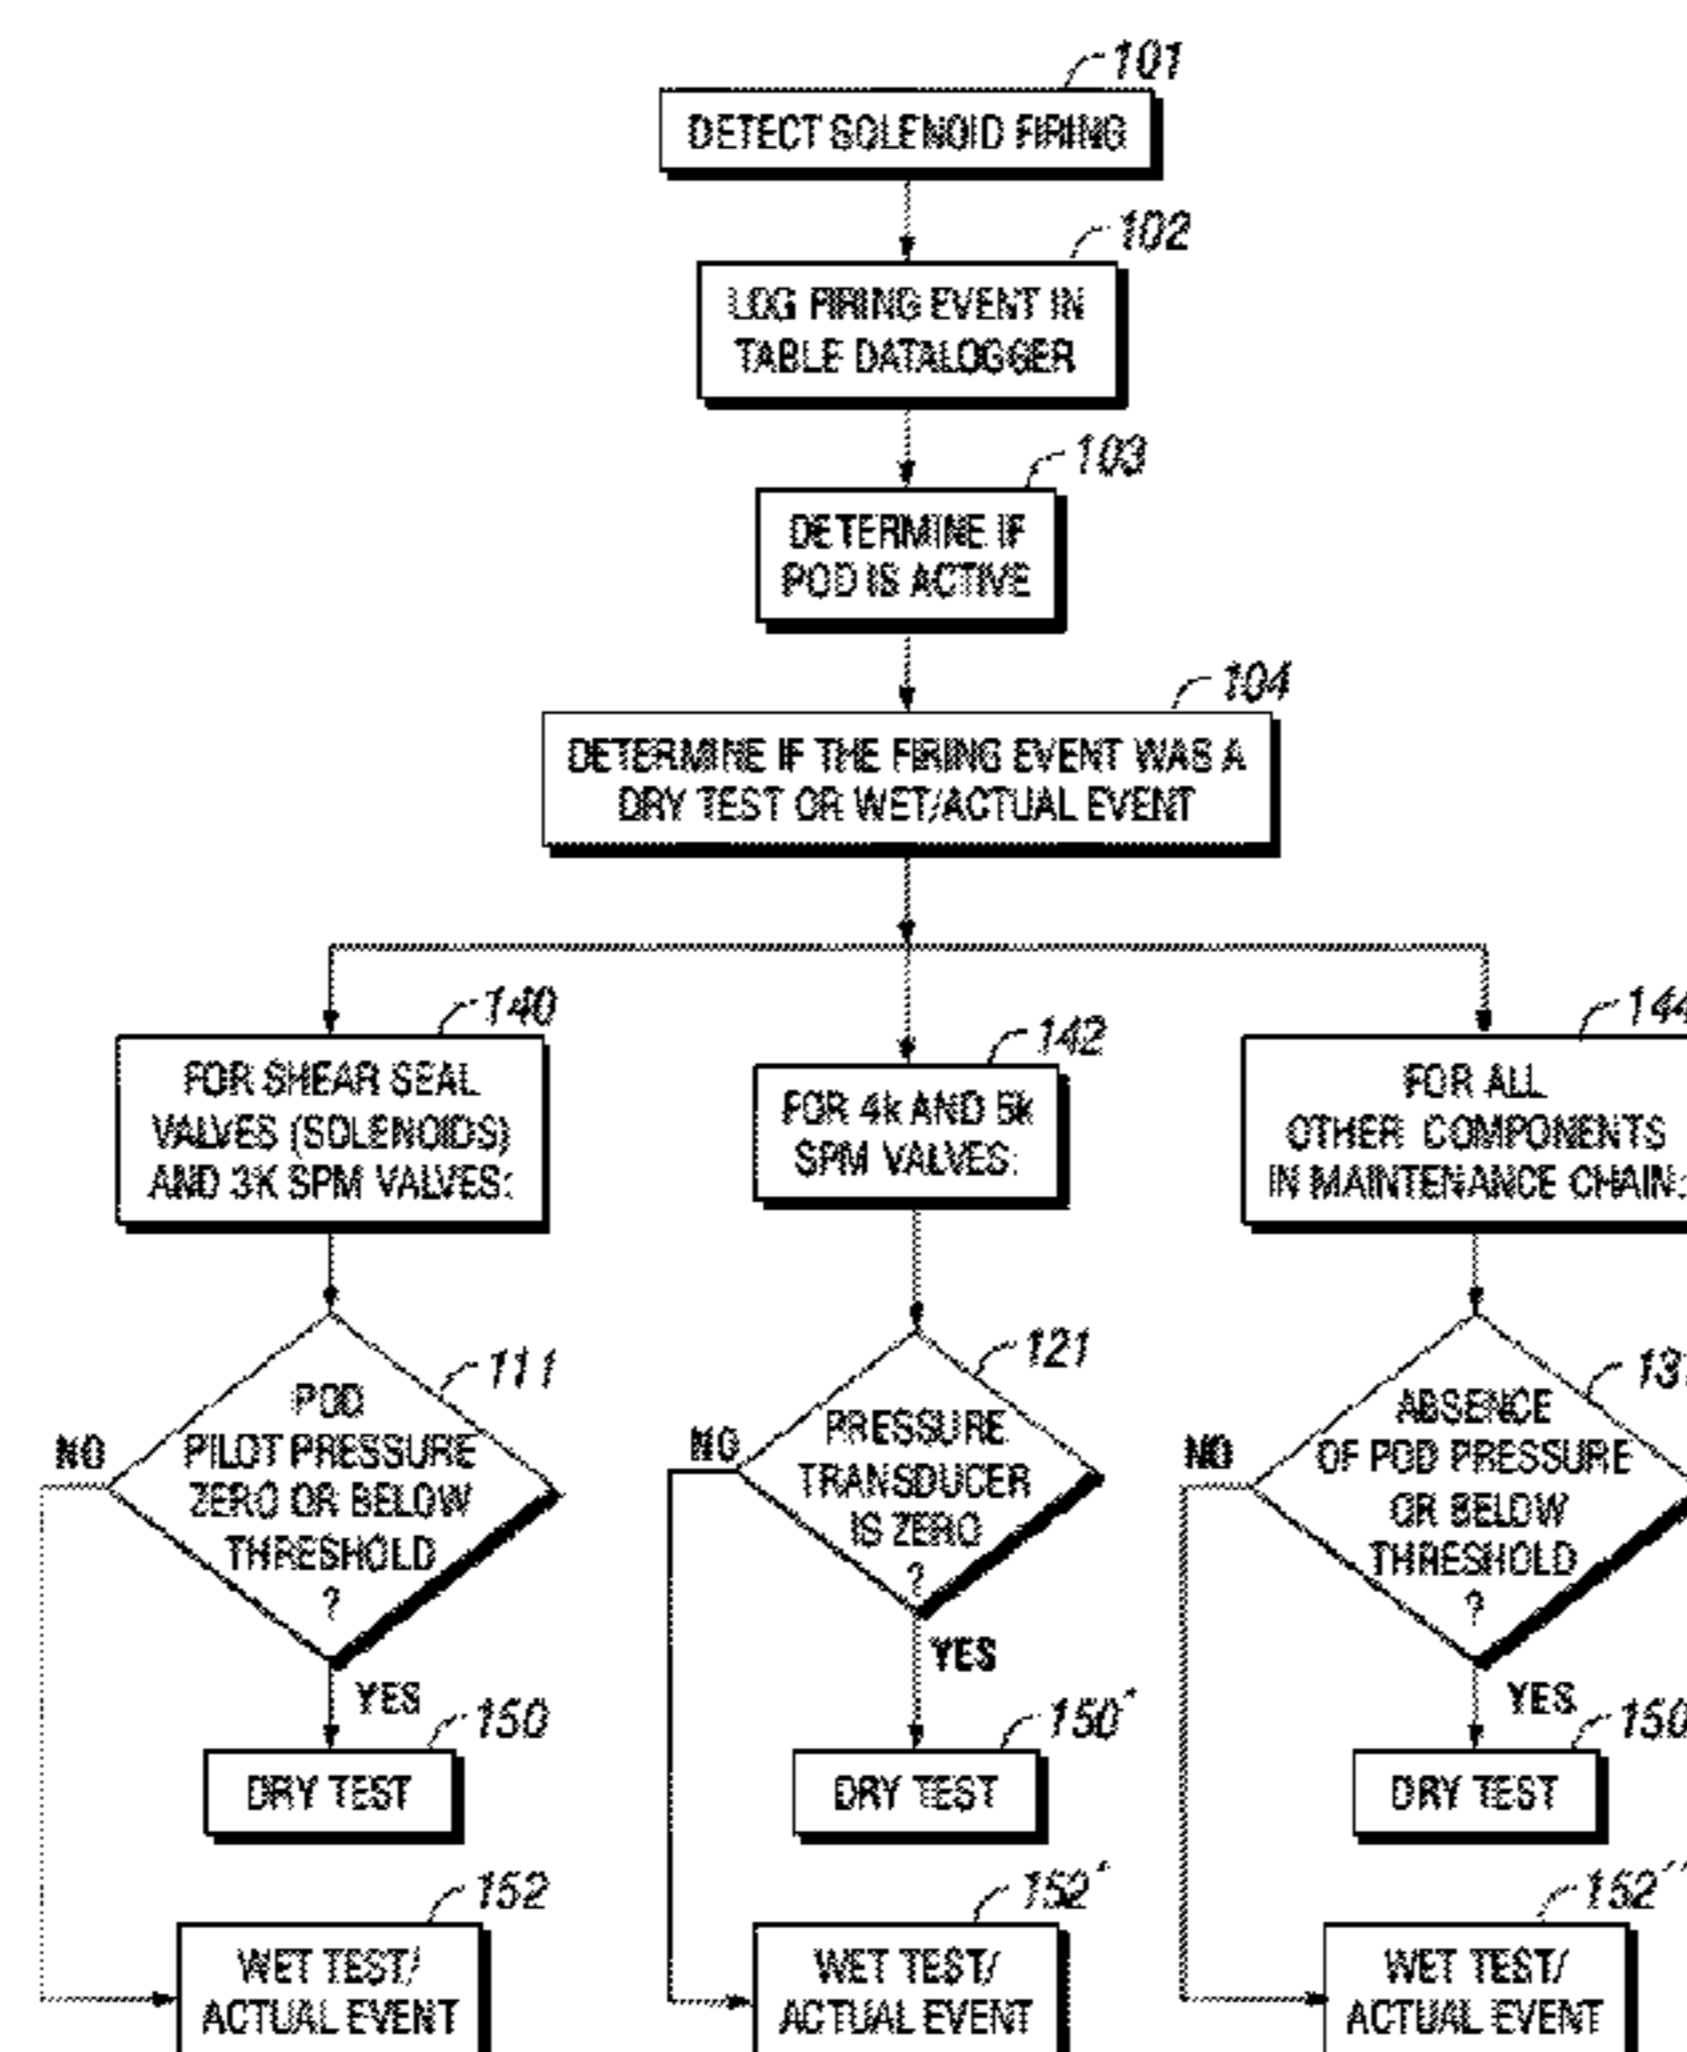 101
DETECT SOLENOID FIRING
102
LOG FIRING EVENT IN
TABLE DATALOGGER
103
DETERMINE IF
POD IS ACTIVE
104
DETERMINE IF THE FIRING EVENT WAS A
DRY TEST OR WET/ACTUAL EVENT
140
FOR SHEAR SEAL
VALVES (SOLENOIDS)
AND 3K SPM VALVES:
142
FOR 4k AND 5k
SPM VALVES:
144
FOR ALL
OTHER COMPONENTS
IN MAINTENANCE CHAIN:
111
POD
PILOT PRESSURE
ZERO OR BELOW
THRESHOLD
?
NO
YES
121
PRESSURE
TRANSDUCER
IS ZERO
?
NO
YES
ABSENCE
OF POD PRESSURE
OR BELOW
THRESHOLD
?
NO
YES
150
DRY TEST
150'
DRY TEST
150
DRY TEST
152
WET TEST/
ACTUAL EVENT
152'
WET TEST/
ACTUAL EVENT
152''
WET TEST/
ACTUAL EVENT